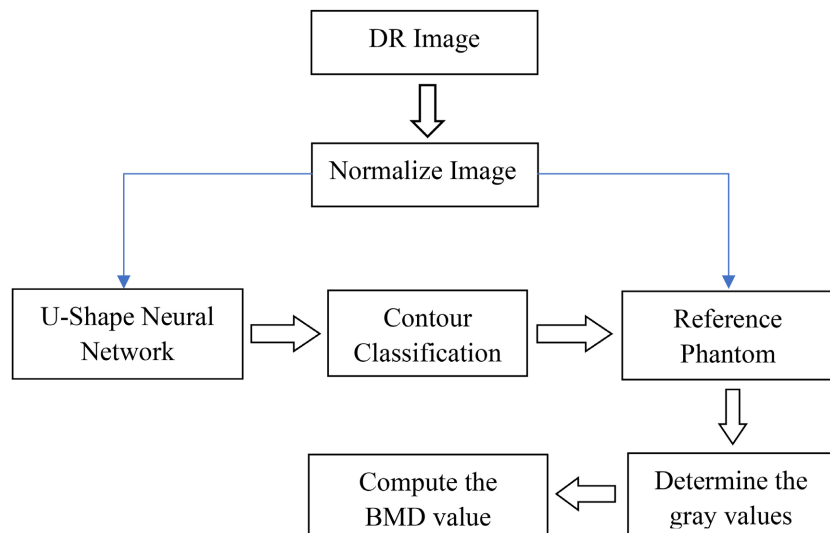 DR Image
Normalize Image
U-Shape Neural
Network
Contour
Classification
Reference
Phantom
Compute the
BMD value
Determine the
gray values